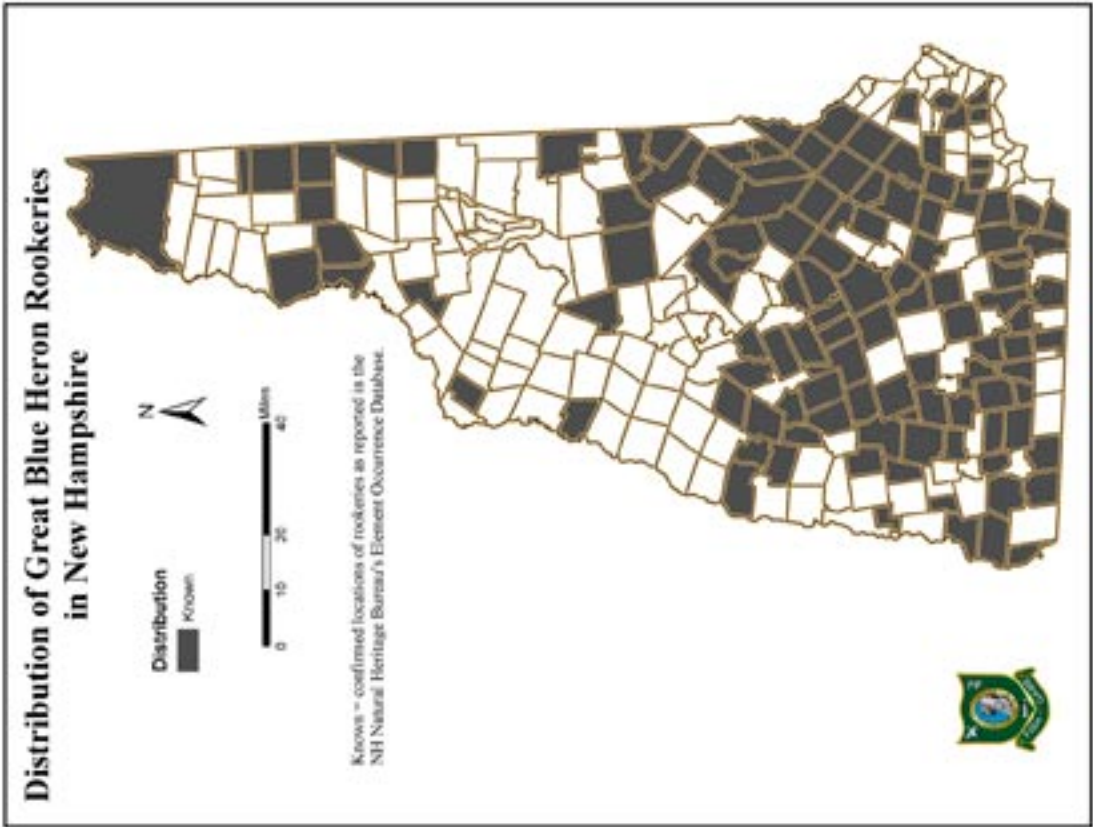 Distribution of Great Blue Heron Rookeries
in New Hampshire
N
Distribution
Known
0 10 20 40
Miles
Known = confirmed locations of rookeries as reported in the
NH Natural Heritage Bureau's Element Occurrence Database.